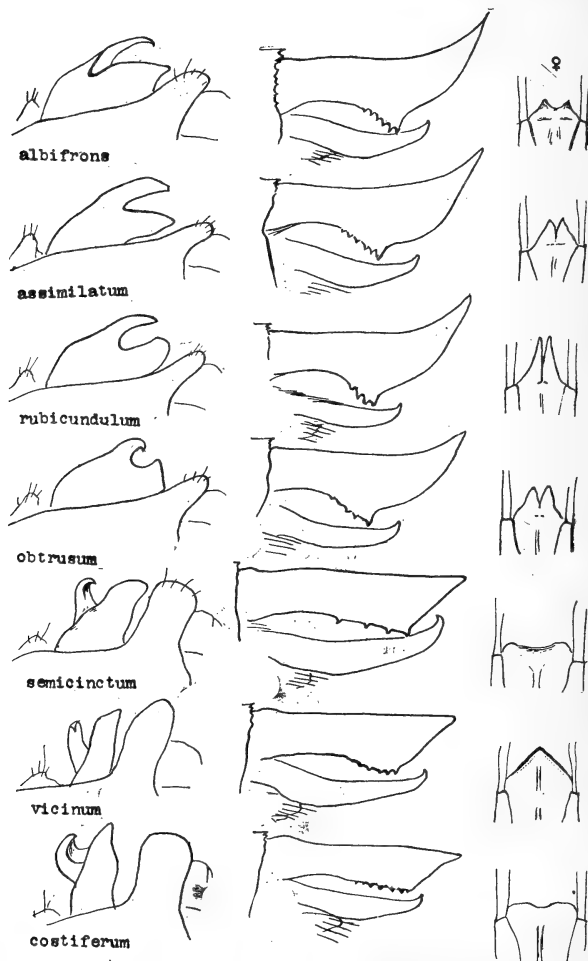 ♀
albifrons
assimilatum
rubicundulum
obtrusum
semicinctum
vicinum
costiferum